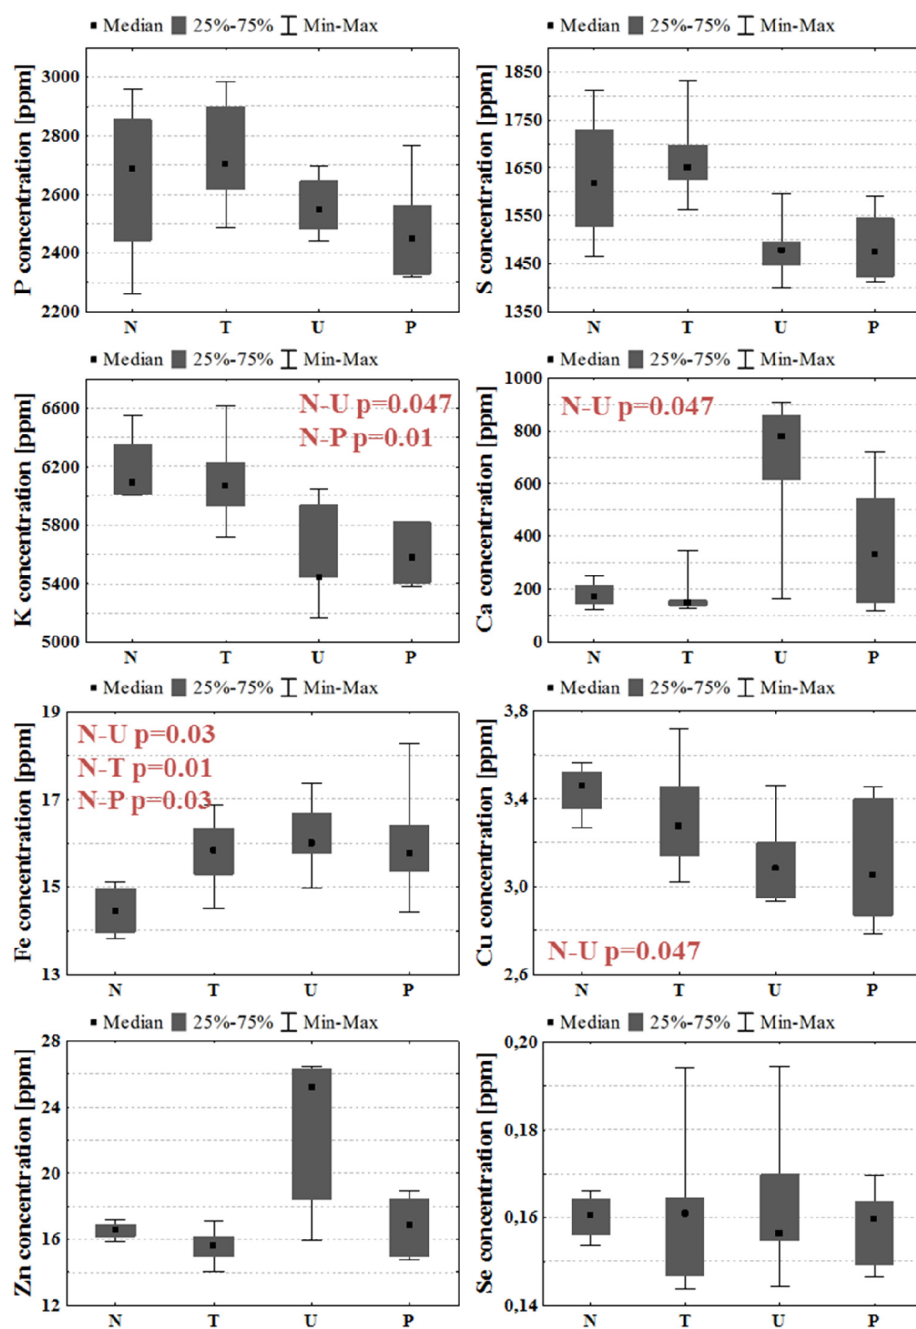 Median 25%-75% Min-Max
P concentration [ppm]
3000
2800
2600
2400
2200
N T U P
Median 25%-75% Min-Max
S concentration [ppm]
1850
1750
1650
1550
1450
1350
N T U P
Median 25%-75% Min-Max
K concentration [ppm]
6600
6200
5800
5400
5000
N-U p=0.047
N-P p=0.01
N T U P
Median 25%-75% Min-Max
Ca concentration [ppm]
1000
800
600
400
200
0
N-U p=0.047
N T U P
Median 25%-75% Min-Max
Fe concentration [ppm]
19
17
15
13
N-U p=0.03
N-T p=0.01
N-P p=0.03
N T U P
Median 25%-75% Min-Max
Cu concentration [ppm]
3,8
3,4
3,0
2,6
N-U p=0.047
N T U P
Median 25%-75% Min-Max
Zn concentration [ppm]
28
24
20
16
12
N T U P
Median 25%-75% Min-Max
Se concentration [ppm]
0,20
0,18
0,16
0,14
N T U P